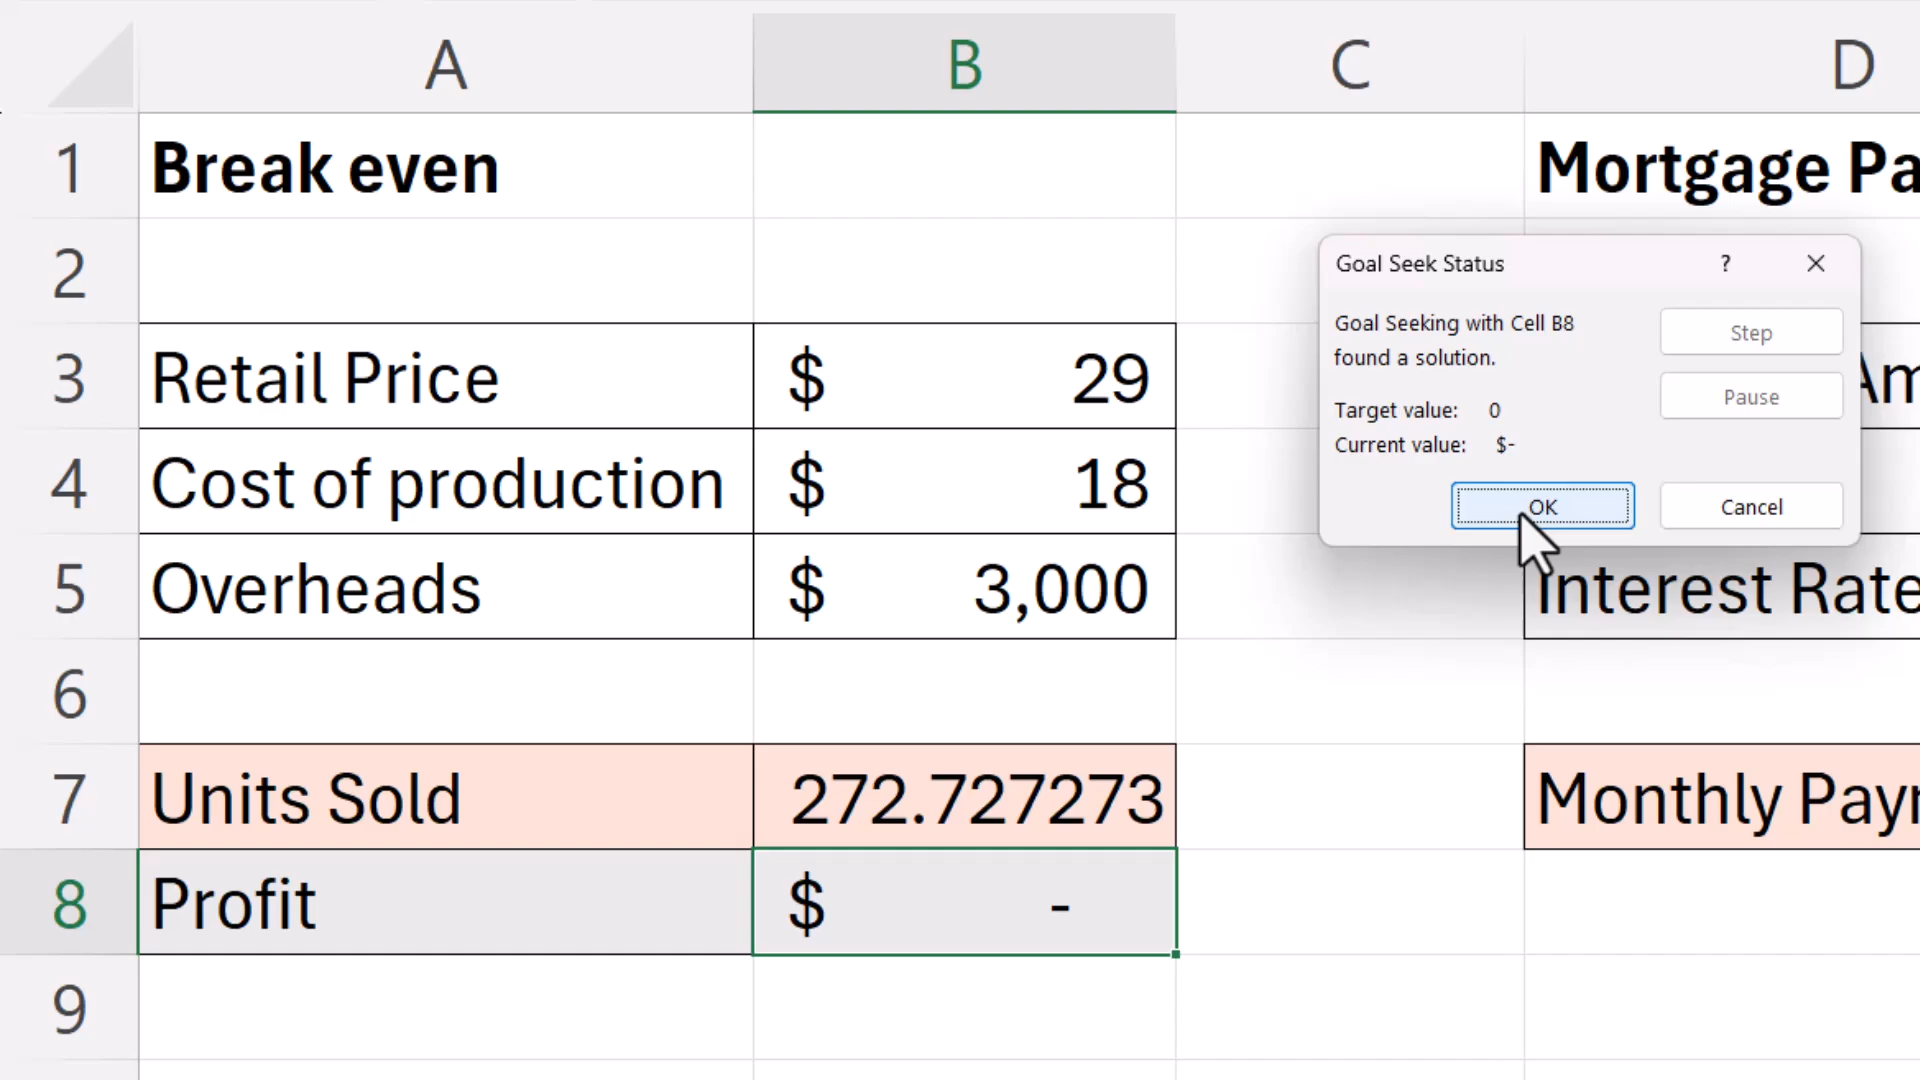 A B C D
1 Break even Mortgage Pa
2
3 Retail Price $ 29
4 Cost of production $ 18
5 Overheads $ 3,000 Interest Rate
6
7 Units Sold 272.727273 Monthly Pay
8 Profit $ -
9
Goal Seek Status ? ×
Goal Seeking with Cell B8
found a solution.
Step
Pause
Target value: 0
Current value: $-
OK Cancel